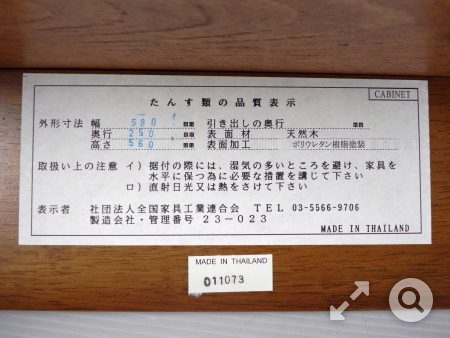 CABINET
たんす類の品質表示
外形寸法 幅 580 mm 引き出しの奥行 mm
奥行 250 mm 表面材 天然木
高さ 560 mm 表面加工 ポリウレタン樹脂塗装
取扱い上の注意 イ)据付の際には、湿気の多いところを避け、家具を
水平に保つ為に必要な措置を講じて下さい
ロ)直射日光又は熱をさけて下さい
表示者 社団法人全国家具工業連合会 TEL 03-5566-9706
製造会社・管理番号 23-023
MADE IN THAILAND
MADE IN THAILAND
011073